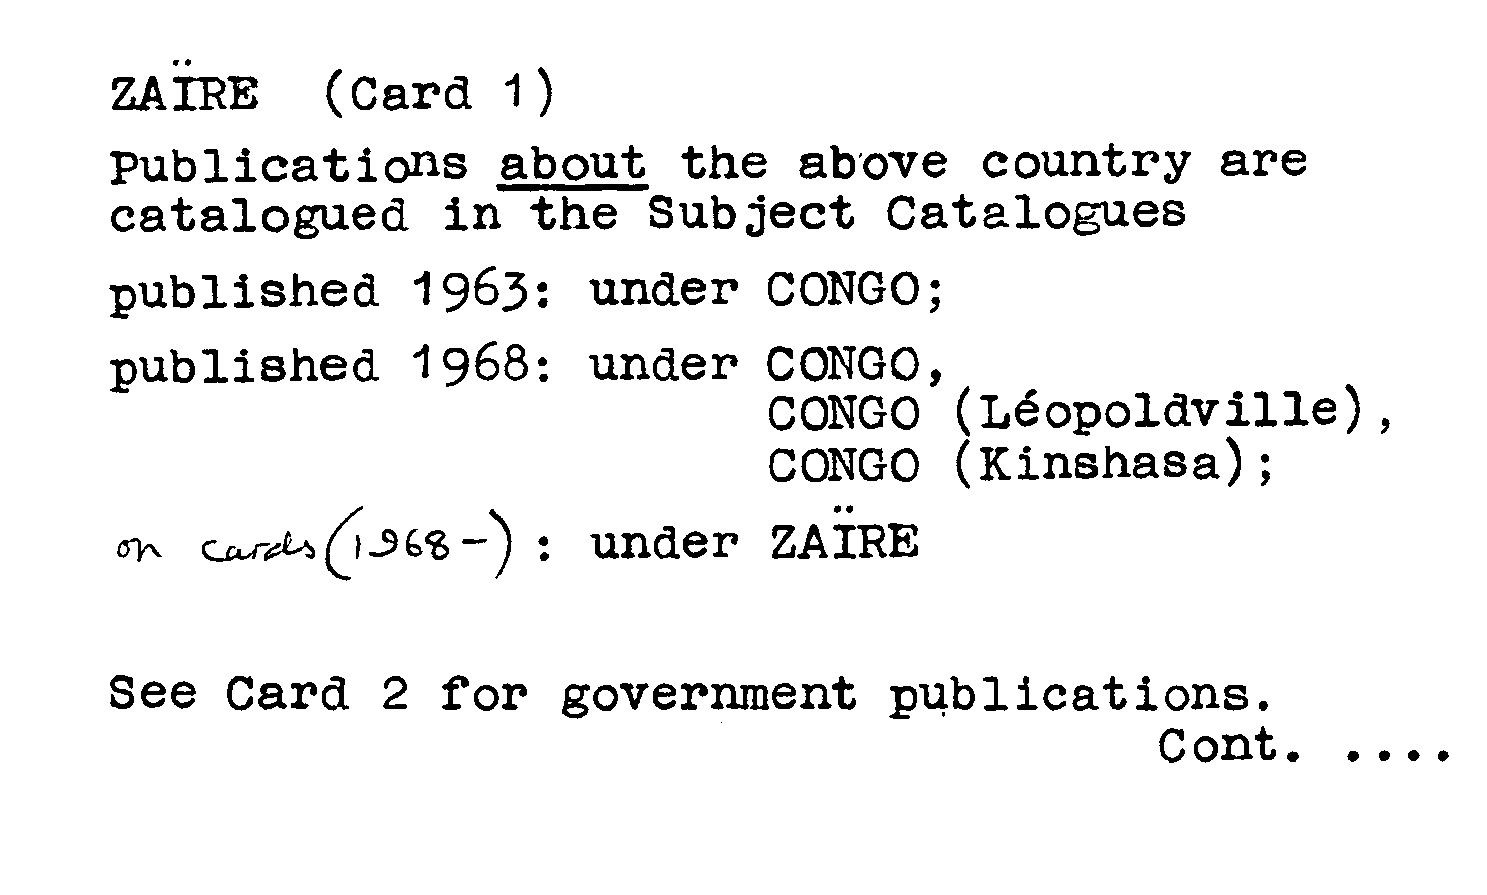 ZAÏRE (Card 1)
Publications about the above country are
catalogued in the Subject Catalogues
published 1963: under CONGO;
published 1968: under CONGO,
CONGO (Léopoldville),
CONGO (Kinshasa);
on cards (1968-): under ZAÏRE
See Card 2 for government publications.
Cont. ....